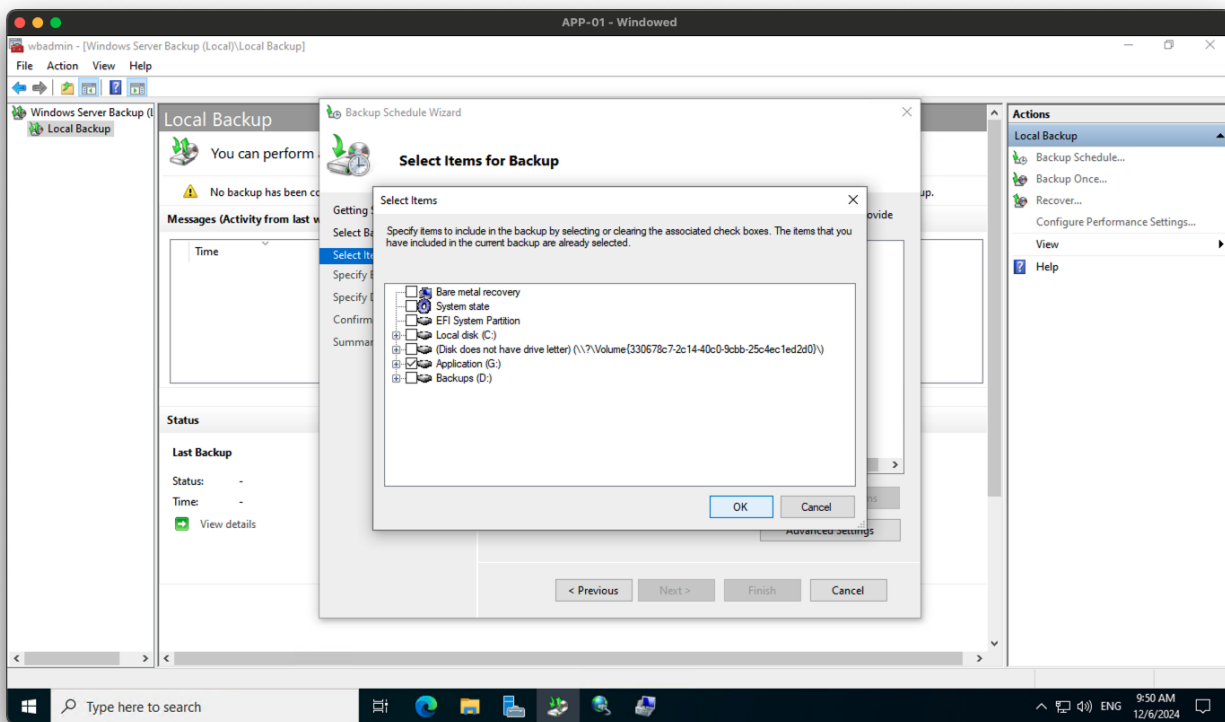 APP-01 - Windowed
wbadmin - [Windows Server Backup (Local)\Local Backup]
File Action View Help
Windows Server Backup (L
Local Backup
Local Backup
You can perform
No backup has been co
up.
Messages (Activity from last w
Time
Status
Last Backup
Status: -
Time: -
View details
Backup Schedule Wizard
Select Items for Backup
Getting S
Select Ba
Select Ite
Specify B
Specify D
Confirm
Summar
ovide
Select Items
Specify items to include in the backup by selecting or clearing the associated check boxes. The items that you
have included in the current backup are already selected.
Bare metal recovery
System state
EFI System Partition
Local disk (C:)
(Disk does not have drive letter) (\\?\Volume{330678c7-2c14-40c0-9cbb-25c4ec1ed2d0}\)
Application (G:)
Backups (D:)
OK Cancel
ns
Advanced Settings
< Previous Next > Finish Cancel
Actions
Local Backup
Backup Schedule...
Backup Once...
Recover...
Configure Performance Settings...
View
Help
Type here to search
ENG
9:50 AM
12/6/2024